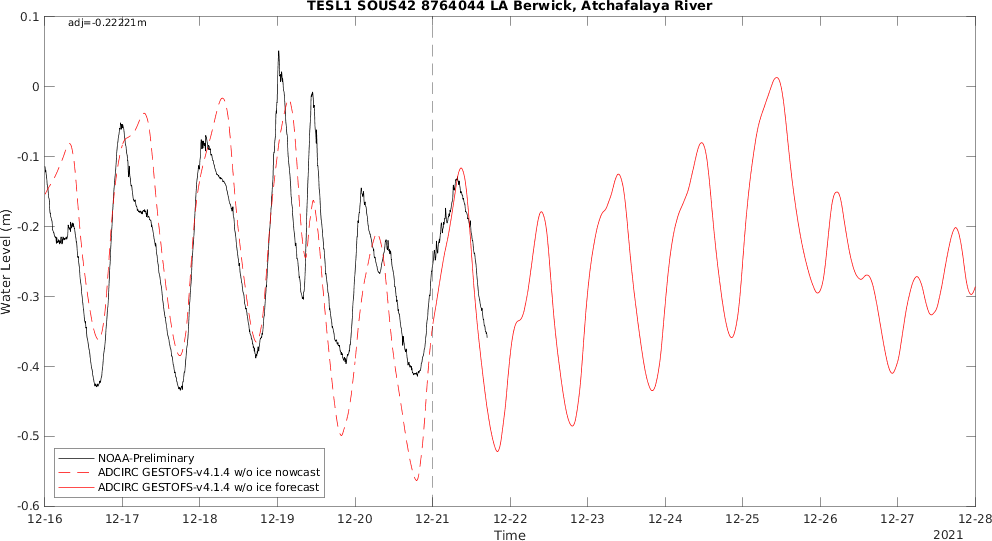 TESL1 SOUS42 8764044 LA Berwick, Atchafalaya River
adj=-0.22221m
0.1
0
-0.1
-0.2
-0.3
-0.4
-0.5
-0.6
Water Level (m)
NOAA-Preliminary
ADCIRC GESTOFS-v4.1.4 w/o ice nowcast
ADCIRC GESTOFS-v4.1.4 w/o ice forecast
12-16 12-17 12-18 12-19 12-20 12-21 12-22 12-23 12-24 12-25 12-26 12-27 12-28
Time
2021